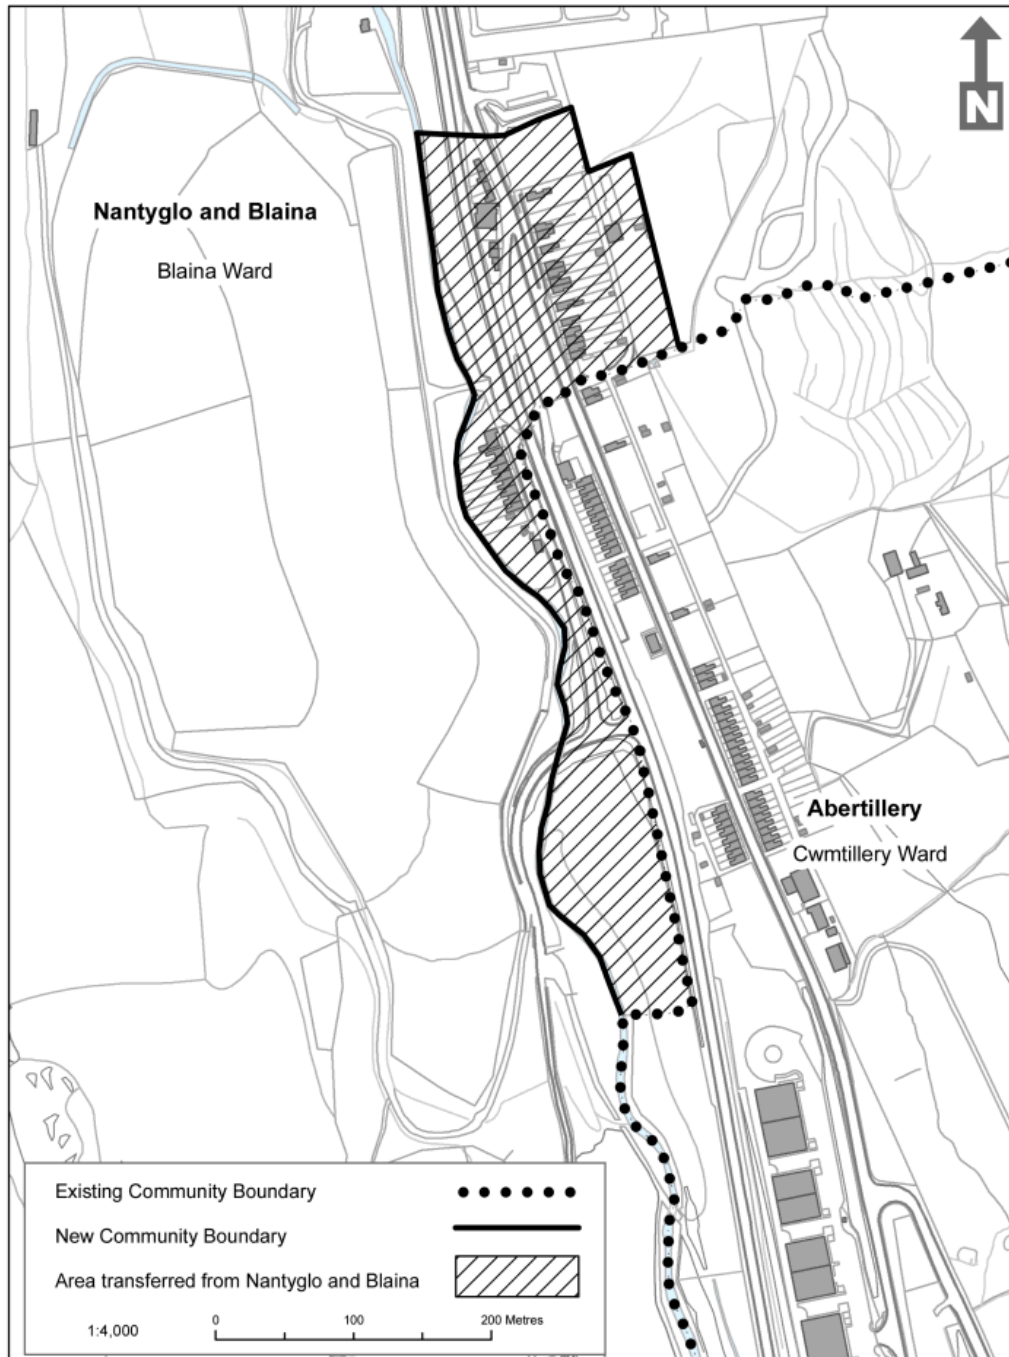 N
Nantyglo and Blaina
Blaina Ward
Abertillery
Cwmtillery Ward
Existing Community Boundary
New Community Boundary
Area transferred from Nantyglo and Blaina
1:4,000
0 100 200 Metres